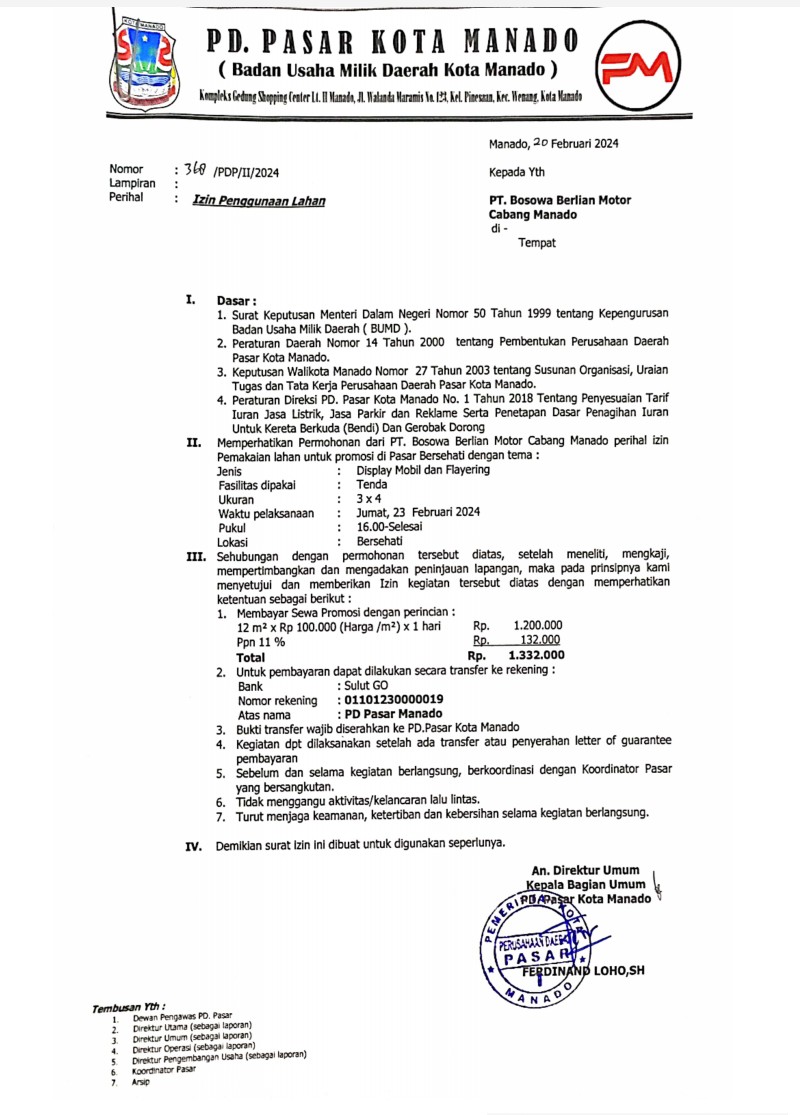 KOTA MANADO
PD. PASAR KOTA MANADO
( Badan Usaha Milik Daerah Kota Manado )
Kompleks Gedung Shopping Center Lt. II Manado, Jl. Walanda Maramis No. 123, Kel. Pinesaan, Kec. Wenang, Kota Manado
PM
Manado, 20 Februari 2024
Nomor : 368 /PDP/II/2024
Lampiran :
Perihal : Izin Penggunaan Lahan
Kepada Yth
PT. Bosowa Berlian Motor
Cabang Manado
di -
Tempat
I. Dasar :
1. Surat Keputusan Menteri Dalam Negeri Nomor 50 Tahun 1999 tentang Kepengurusan
Badan Usaha Milik Daerah ( BUMD ).
2. Peraturan Daerah Nomor 14 Tahun 2000 tentang Pembentukan Perusahaan Daerah
Pasar Kota Manado.
3. Keputusan Walikota Manado Nomor 27 Tahun 2003 tentang Susunan Organisasi, Uraian
Tugas dan Tata Kerja Perusahaan Daerah Pasar Kota Manado.
4. Peraturan Direksi PD. Pasar Kota Manado No. 1 Tahun 2018 Tentang Penyesuaian Tarif
Iuran Jasa Listrik, Jasa Parkir dan Reklame Serta Penetapan Dasar Penagihan Iuran
Untuk Kereta Berkuda (Bendi) Dan Gerobak Dorong
II. Memperhatikan Permohonan dari PT. Bosowa Berlian Motor Cabang Manado perihal izin
Pemakaian lahan untuk promosi di Pasar Bersehati dengan tema :
Jenis : Display Mobil dan Flayering
Fasilitas dipakai : Tenda
Ukuran : 3 x 4
Waktu pelaksanaan : Jumat, 23 Februari 2024
Pukul : 16.00-Selesai
Lokasi : Bersehati
III. Sehubungan dengan permohonan tersebut diatas, setelah meneliti, mengkaji,
mempertimbangkan dan mengadakan peninjauan lapangan, maka pada prinsipnya kami
menyetujui dan memberikan Izin kegiatan tersebut diatas dengan memperhatikan
ketentuan sebagai berikut :
1. Membayar Sewa Promosi dengan perincian :
12 m² x Rp 100.000 (Harga /m²) x 1 hari Rp. 1.200.000
Ppn 11 % Rp. 132.000
Total Rp. 1.332.000
2. Untuk pembayaran dapat dilakukan secara transfer ke rekening :
Bank : Sulut GO
Nomor rekening : 01101230000019
Atas nama : PD Pasar Manado
3. Bukti transfer wajib diserahkan ke PD.Pasar Kota Manado
4. Kegiatan dpt dilaksanakan setelah ada transfer atau penyerahan letter of guarantee
pembayaran
5. Sebelum dan selama kegiatan berlangsung, berkoordinasi dengan Koordinator Pasar
yang bersangkutan.
6. Tidak menggangu aktivitas/kelancaran lalu lintas.
7. Turut menjaga keamanan, ketertiban dan kebersihan selama kegiatan berlangsung.
IV. Demikian surat izin ini dibuat untuk digunakan seperlunya.
An. Direktur Umum
Kepala Bagian Umum
PD. Pasar Kota Manado
PERUSAHAAN DAERAH
PASAR
MANADO
FERDINAND LOHO,SH
Tembusan Yth :
1. Dewan Pengawas PD. Pasar
2. Direktur Utama (sebagai laporan)
3. Direktur Umum (sebagai laporan)
4. Direktur Operasi (sebagai laporan)
5. Direktur Pengembangan Usaha (sebagai laporan)
6. Koordinator Pasar
7. Arsip